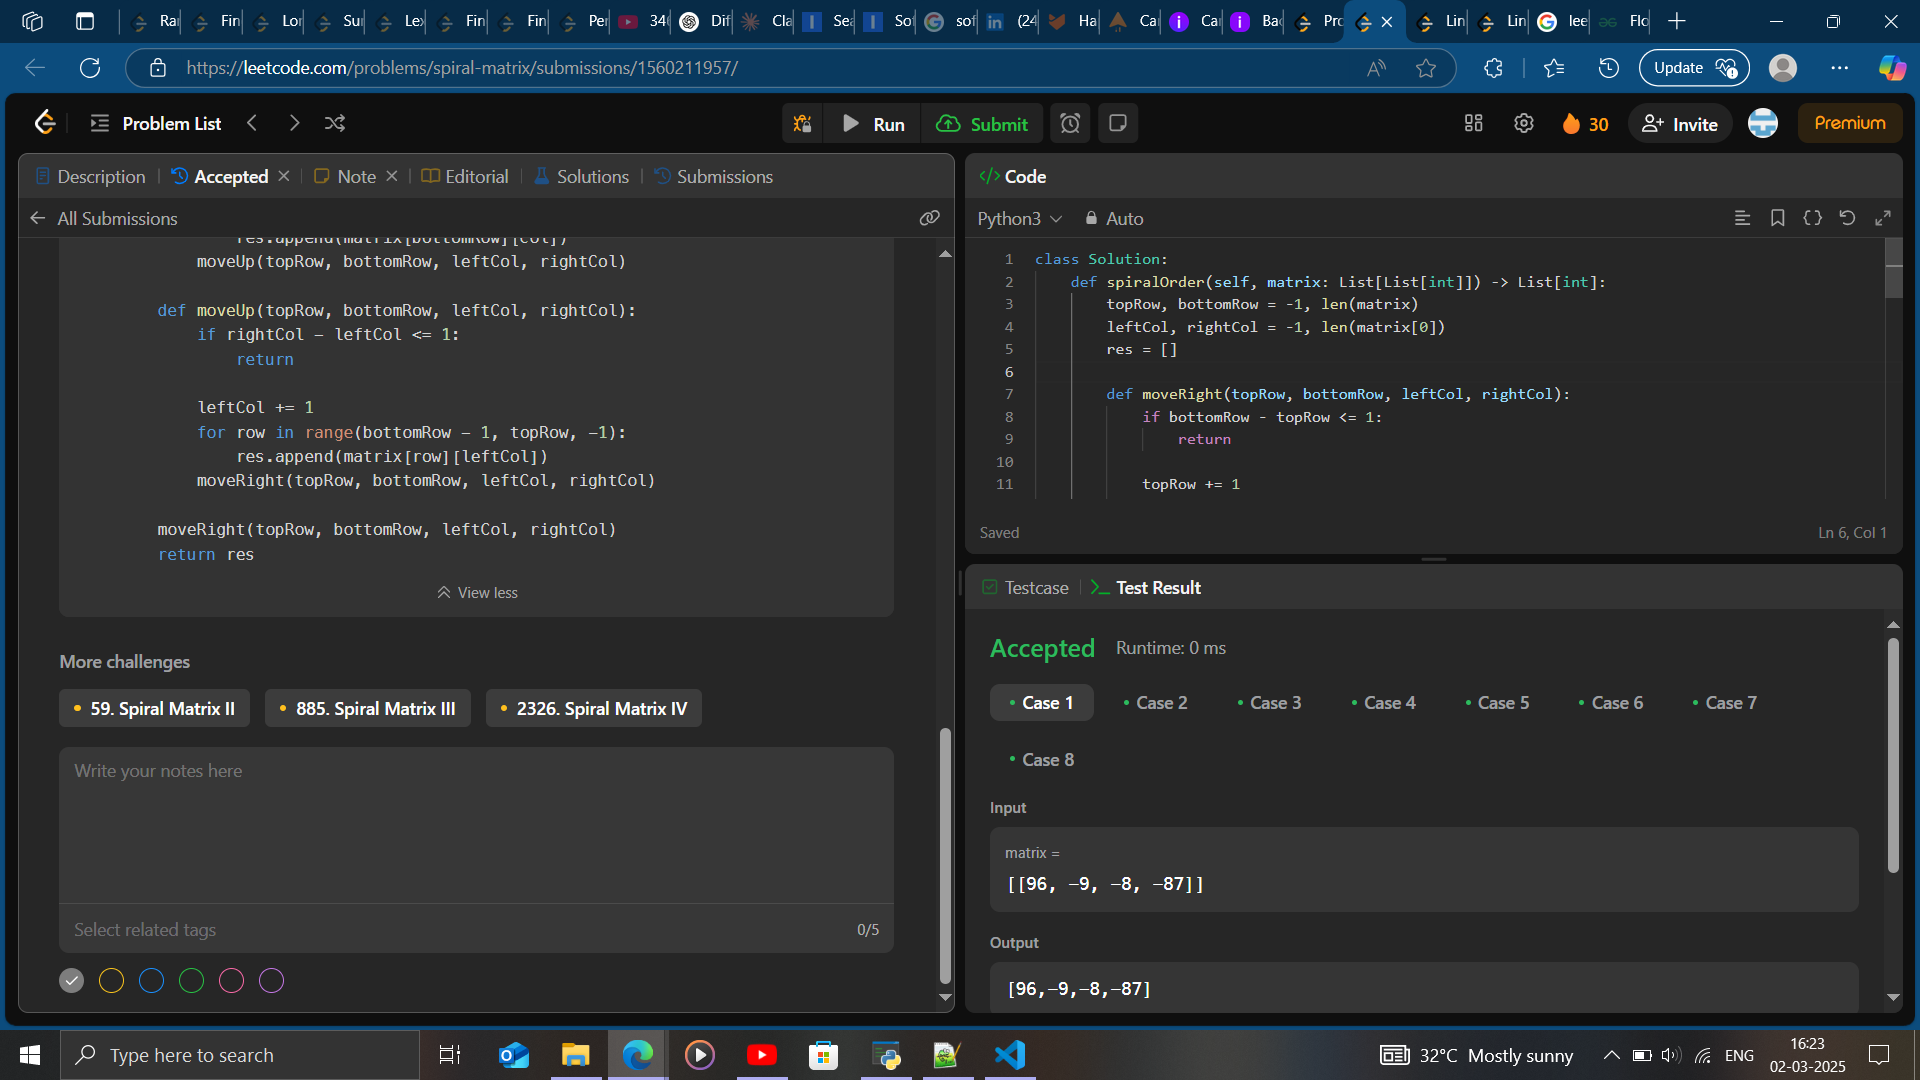 Rai
Fin
Lor
Sur
Lex
Fin
Fin
Per
346
Dif
Cla
Sea
Sof
sof
(24
Ha
Car
Car
Bac
Pro
Lin
Lin
lee
Flo
https://leetcode.com/problems/spiral-matrix/submissions/1560211957/
Update
Problem List
Run
Submit
30
Invite
Premium
Description
Accepted
Note
Editorial
Solutions
Submissions
All Submissions
res.append(matrix[bottomRow][col])
moveUp(topRow, bottomRow, leftCol, rightCol)
def moveUp(topRow, bottomRow, leftCol, rightCol):
if rightCol - leftCol <= 1:
return
leftCol += 1
for row in range(bottomRow - 1, topRow, -1):
res.append(matrix[row][leftCol])
moveRight(topRow, bottomRow, leftCol, rightCol)
moveRight(topRow, bottomRow, leftCol, rightCol)
return res
View less
More challenges
59. Spiral Matrix II
885. Spiral Matrix III
2326. Spiral Matrix IV
Write your notes here
Select related tags
0/5
</> Code
Python3
Auto
1 class Solution:
2 def spiralOrder(self, matrix: List[List[int]]) -> List[int]:
3 topRow, bottomRow = -1, len(matrix)
4 leftCol, rightCol = -1, len(matrix[0])
5 res = []
6
7 def moveRight(topRow, bottomRow, leftCol, rightCol):
8 if bottomRow - topRow <= 1:
9 return
10
11 topRow += 1
Saved
Ln 6, Col 1
Testcase
Test Result
Accepted
Runtime: 0 ms
Case 1
Case 2
Case 3
Case 4
Case 5
Case 6
Case 7
Case 8
Input
matrix =
[[96, -9, -8, -87]]
Output
[96,-9,-8,-87]
Type here to search
32°C Mostly sunny
ENG
16:23
02-03-2025